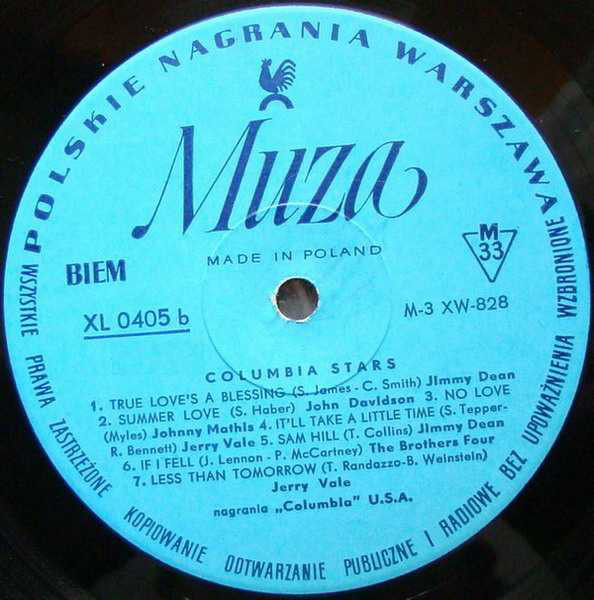 POLSKIE NAGRANIA WARSZAWA
Muza
MADE IN POLAND
BIEM
M
33
XL 0405 b
M-3 XW-828
COLUMBIA STARS
1. TRUE LOVE'S A BLESSING (S. James - C. Smith) JImmy Dean
2. SUMMER LOVE (S. Haber) John Davidson 3. NO LOVE
(Myles) Johnny Mathis 4. IT'LL TAKE A LITTLE TIME (S. Tepper-
R. Bennett) Jerry Vale 5. SAM HILL (T. Collins) JImmy Dean
6. IF I FELL (J. Lennon - P. McCartney) The Brothers Four
7. LESS THAN TOMORROW (T. Randazzo-B. Weinstein)
Jerry Vale
nagrania „Columbia” U.S.A.
WSZYSTKIE PRAWA ZASTRZEŻONE KOPIOWANIE ODTWARZANIE PUBLICZNE I RADIOWE BEZ UPOWAŻNIENIA WZBRONIONE